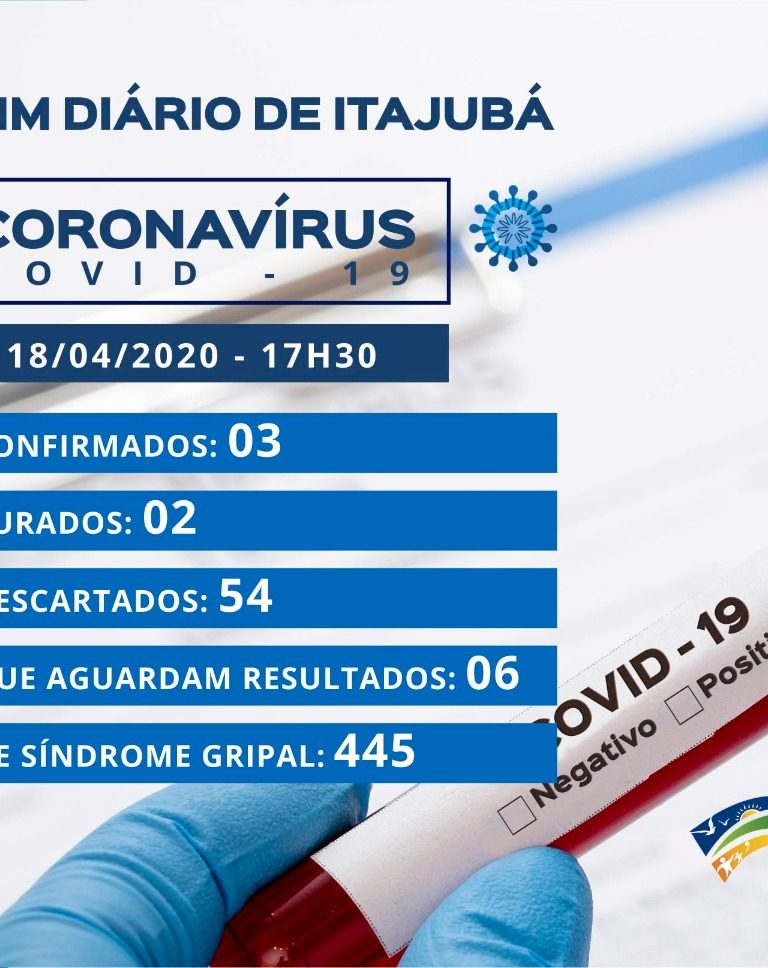 IM DIÁRIO DE ITAJUBÁ
CORONAVÍRUS
OVID - 19
18/04/2020 - 17H30
ONFIRMADOS: 03
URADOS: 02
ESCARTADOS: 54
UE AGUARDAM RESULTADOS: 06
E SÍNDROME GRIPAL: 445
COVID - 19
Negativo Positi